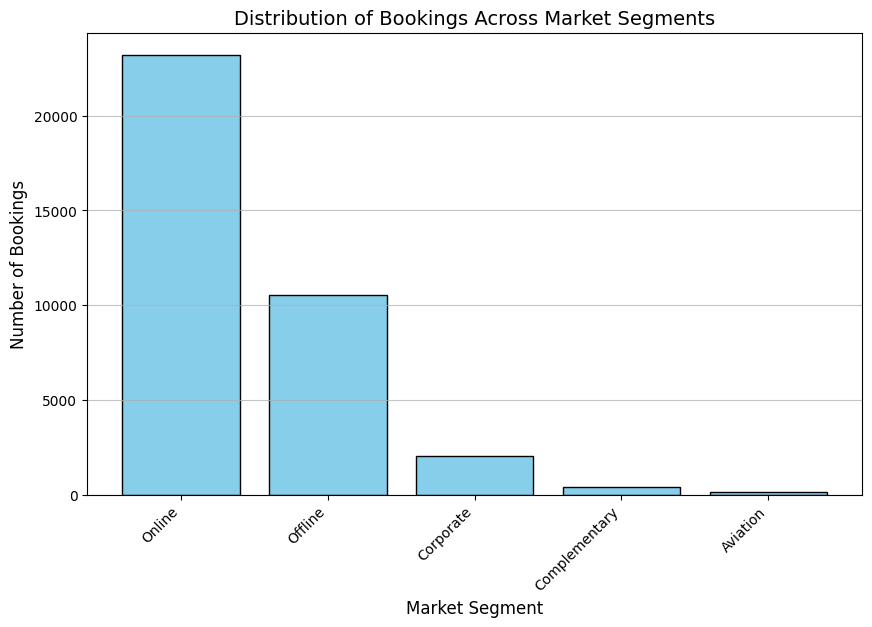 Distribution of Bookings Across Market Segments
Number of Bookings
20000
15000
10000
5000
0
Online
Offline
Corporate
Complementary
Aviation
Market Segment